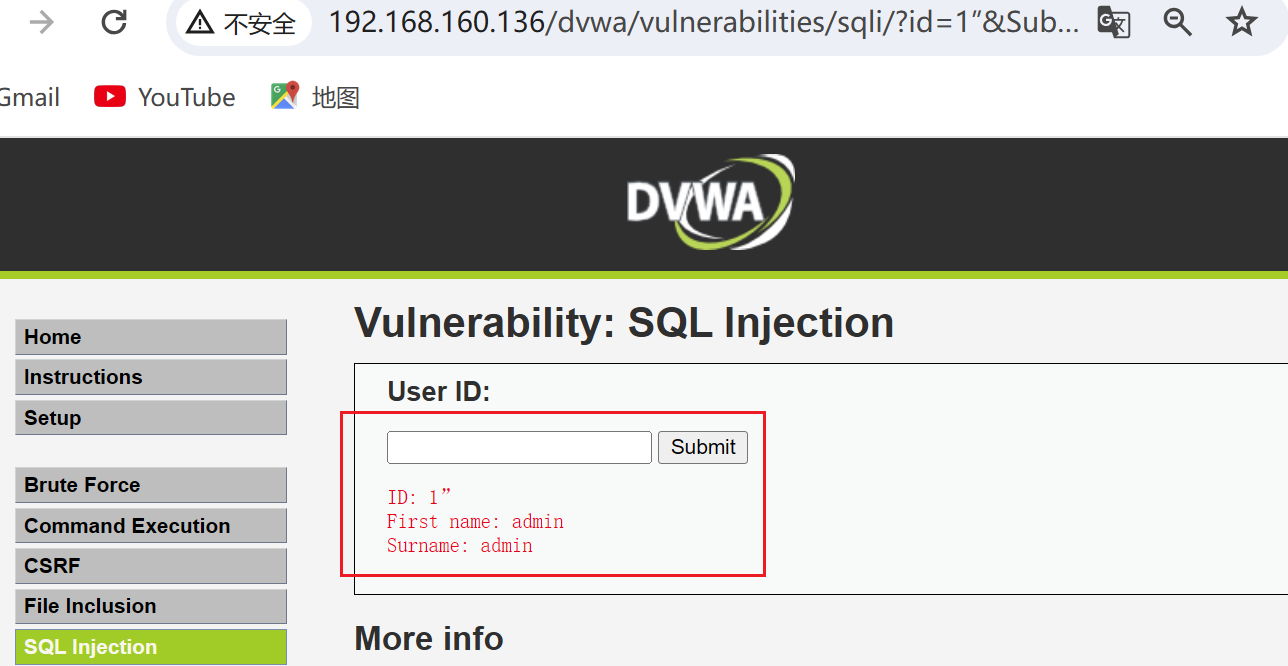 不安全 192.168.160.136/dvwa/vulnerabilities/sqli/?id=1”&Sub...
Gmail YouTube 地图
DVWA
Home
Instructions
Setup
Brute Force
Command Execution
CSRF
File Inclusion
SQL Injection
Vulnerability: SQL Injection
User ID:
Submit
ID: 1”
First name: admin
Surname: admin
More info